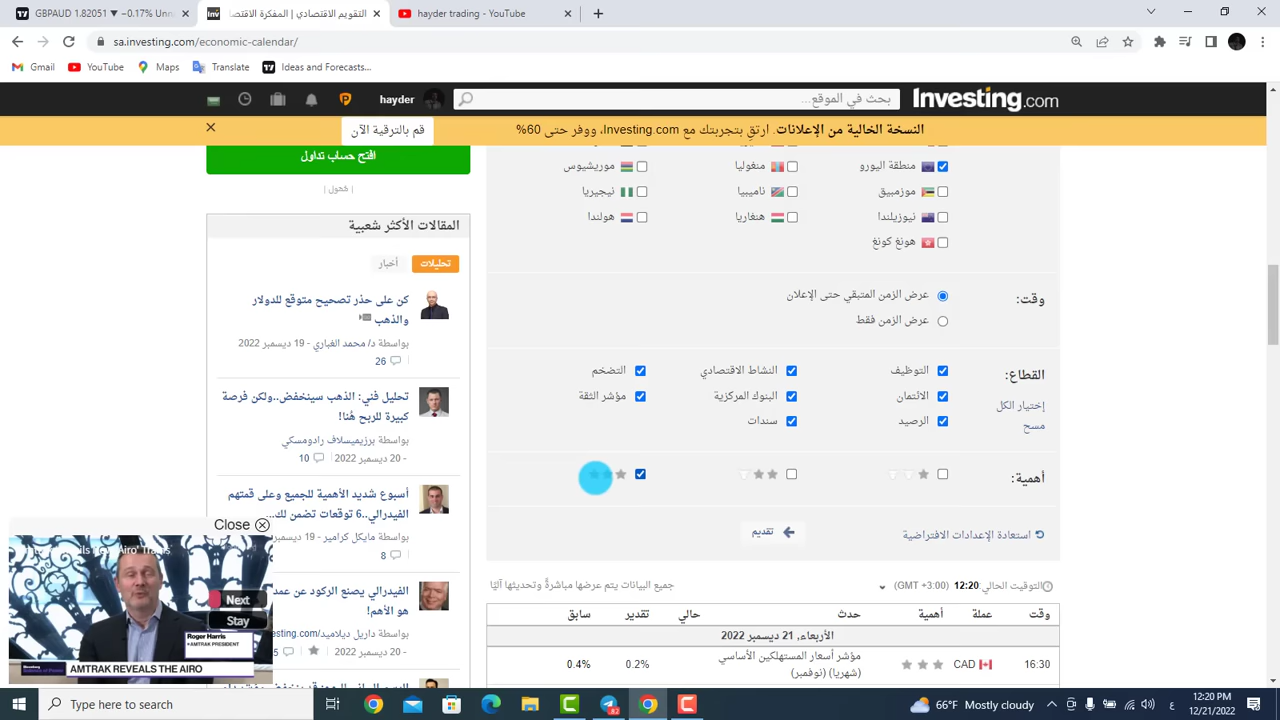 GBPAUD 1.82051 ▼ −0.17% Unn
التقويم الاقتصادي | المفكرة الاقتص
hayder trading - YouTube
sa.investing.com/economic-calendar/
Gmail
YouTube
Maps
Translate
Ideas and Forecasts...
hayder
بحث في الموقع...
Investing.com
النسخة الخالية من الإعلانات. ارتقِ بتجربتك مع Investing.com، ووفر حتى 60%
قم بالترقية الآن
افتح حساب تداول
| مُمَول |
منطقة اليورو
منغوليا
موريشيوس
موزمبيق
ناميبيا
نيجيريا
نيوزيلندا
هنغاريا
هولندا
هونغ كونغ
وقت:
عرض الزمن المتبقي حتى الإعلان
عرض الزمن فقط
القطاع:
إختيار الكل
مسح
التوظيف
النشاط الاقتصادي
التضخم
الائتمان
البنوك المركزية
مؤشر الثقة
الرصيد
سندات
أهمية:
استعادة الإعدادات الافتراضية
تقديم
التوقيت الحالي: 12:20 (GMT +3:00)
جميع البيانات يتم عرضها مباشرةً وتحديثها آليًا
وقت
عملة
أهمية
حدث
حالي
تقدير
سابق
الأربعاء, 21 ديسمبر 2022
16:30
CAD
مؤشر أسعار المستهلكين الأساسي
(شهريا) (نوفمبر)
0.2%
0.4%
المقالات الأكثر شعبية
تحليلات
أخبار
كن على حذر تصحيح متوقع للدولار
والذهب
بواسطة د/ محمد الغباري - 19 ديسمبر 2022
26
تحليل فني: الذهب سينخفض..ولكن فرصة
كبيرة للربح هُنا!
بواسطة برزيميسلاف رادومسكي
- 20 ديسمبر 2022
10
أسبوع شديد الأهمية للجميع وعلى قمتهم
الفيدرالي..6 توقعات تضمن لك...
بواسطة مايكل كرامير - 19 ديسمبر
8
الفيدرالي يصنع الركود عن عمد
هو الأهم!
بواسطة داريل ديلاميد/
Close
Next
Stay
Roger Harris
AMTRAK PRESIDENT
AMTRAK REVEALS THE AIRO
Type here to search
66°F Mostly cloudy
ع
12:20 PM
12/21/2022